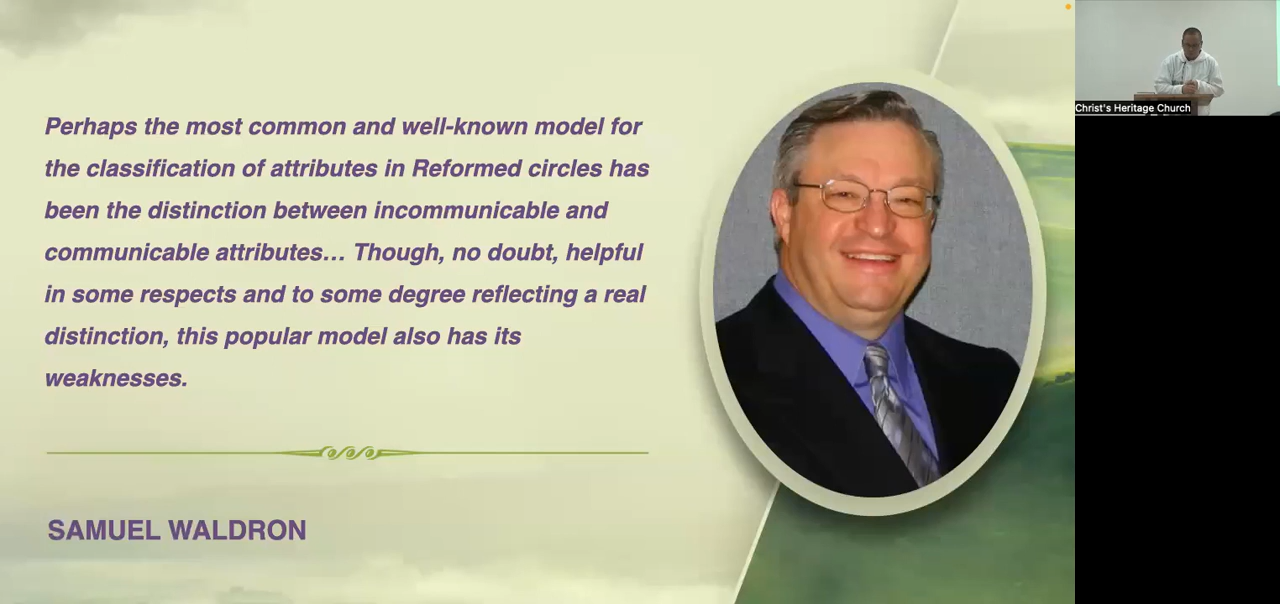 Perhaps the most common and well-known model for
the classification of attributes in Reformed circles has
been the distinction between incommunicable and
communicable attributes… Though, no doubt, helpful
in some respects and to some degree reflecting a real
distinction, this popular model also has its
weaknesses.
SAMUEL WALDRON
Christ's Heritage Church